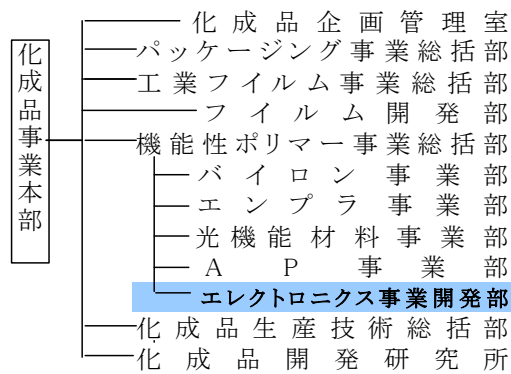 化成品事業本部
化成品企画管理室
パッケージング事業総括部
工業フイルム事業総括部
フイルム開発部
機能性ポリマー事業総括部
バイロン事業部
エンプラ事業部
光機能材料事業部
AP事業部
エレクトロニクス事業開発部
化成品生産技術総括部
化成品開発研究所